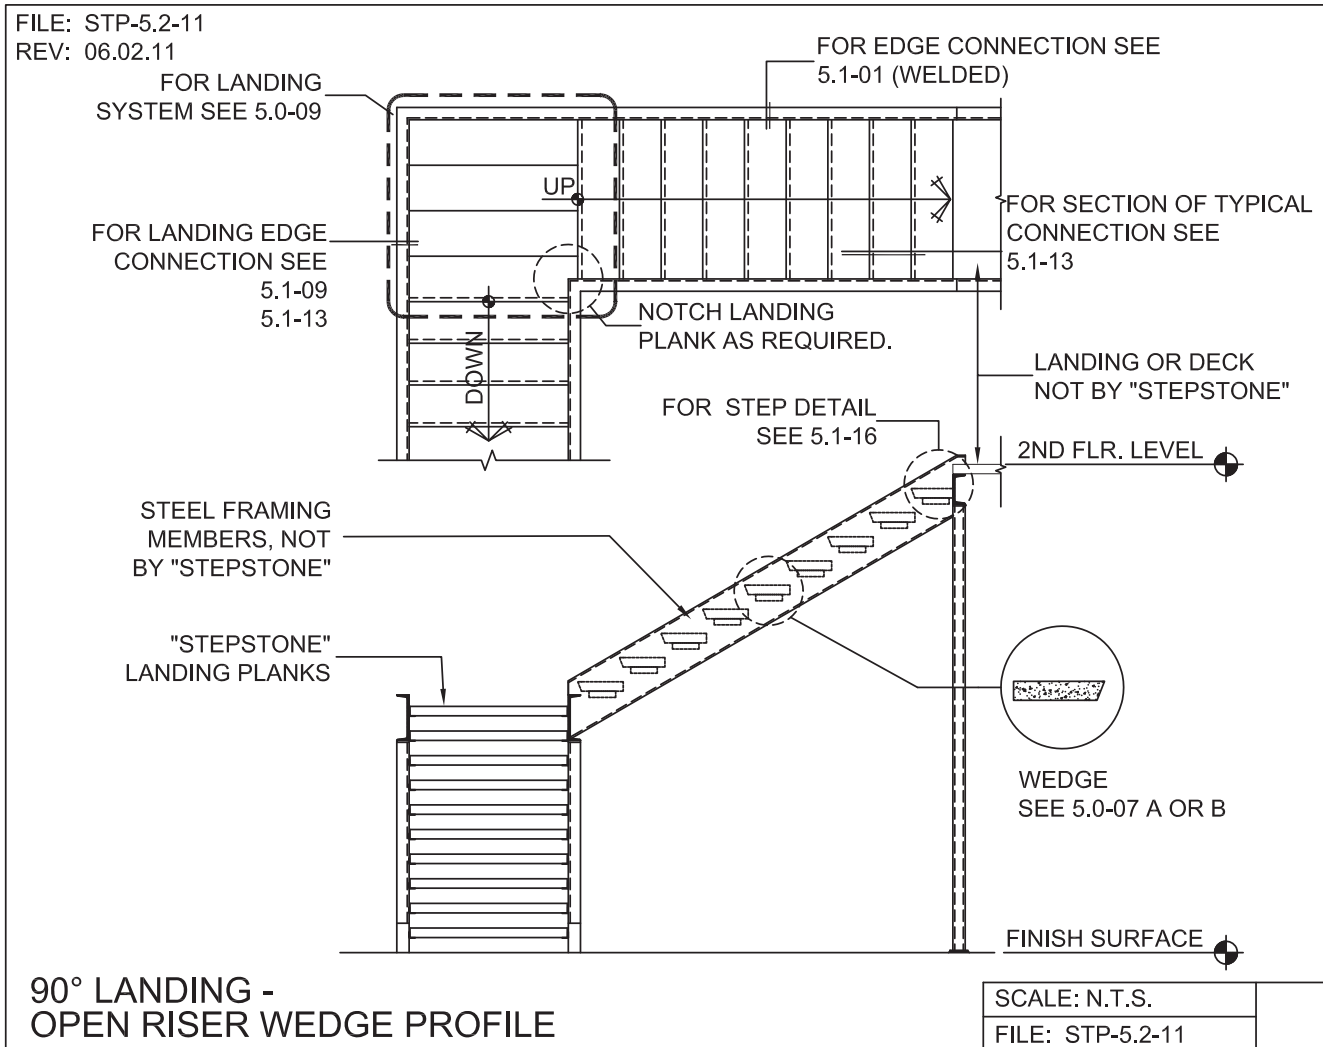 FILE: STP-5.2-11
REV: 06.02.11
FOR LANDING
SYSTEM SEE 5.0-09
FOR EDGE CONNECTION SEE
5.1-01 (WELDED)
UP
FOR LANDING EDGE
CONNECTION SEE
5.1-09
5.1-13
FOR SECTION OF TYPICAL
CONNECTION SEE
5.1-13
NOTCH LANDING
PLANK AS REQUIRED.
DOWN
LANDING OR DECK
NOT BY "STEPSTONE"
FOR STEP DETAIL
SEE 5.1-16
2ND FLR. LEVEL
STEEL FRAMING
MEMBERS, NOT
BY "STEPSTONE"
"STEPSTONE"
LANDING PLANKS
WEDGE
SEE 5.0-07 A OR B
FINISH SURFACE
90° LANDING -
OPEN RISER WEDGE PROFILE
SCALE: N.T.S.
FILE: STP-5.2-11